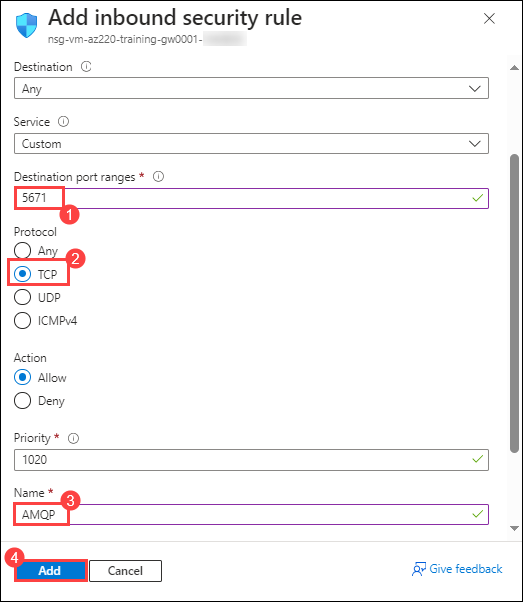 Add inbound security rule
nsg-vm-az220-training-gw0001-
Destination
Any
Service
Custom
Destination port ranges *
5671
1
Protocol
2
Any
TCP
UDP
ICMPv4
Action
Allow
Deny
Priority *
1020
Name *
3
AMQP
4
Add Cancel Give feedback